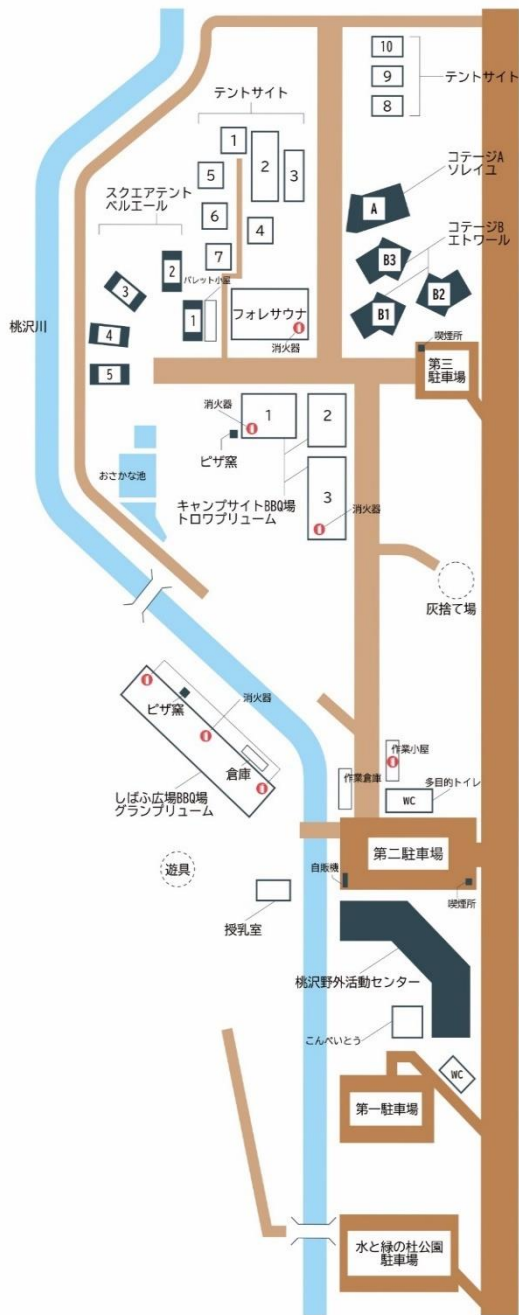 10
9
テントサイト
8
テントサイト
1
2
3
5
コテージA
ソレイユ
スクエアテント
ベルエール
6
4
A
コテージB
エトワール
7
2
B3
パレット小屋
3
B2
1
フォレサウナ
B1
桃沢川
4
消火器
喫煙所
5
第三
駐車場
消火器
1
2
ピザ窯
おさかな池
3
キャンプサイトBBQ場
トロワプリューム
消火器
灰捨て場
消火器
ピザ窯
倉庫
作業小屋
しばふ広場BBQ場
グランプリューム
作業倉庫
多目的トイレ
WC
第二駐車場
遊具
自販機
喫煙所
授乳室
桃沢野外活動センター
こんぺいとう
WC
第一駐車場
水と緑の杜公園
駐車場